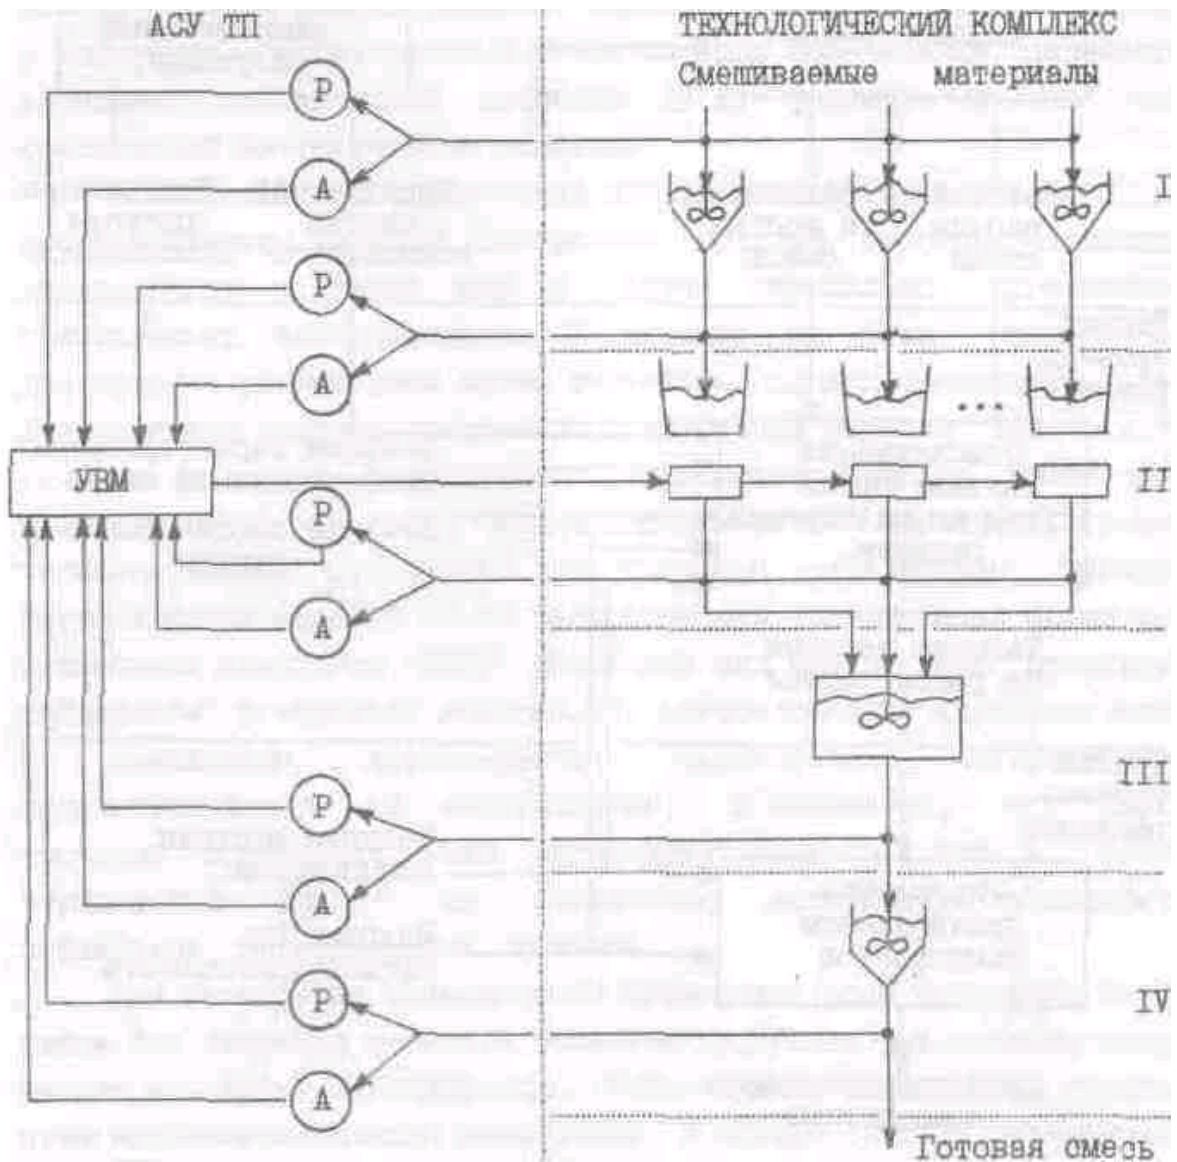 АСУ ТП
ТЕХНОЛОГИЧЕСКИЙ КОМПЛЕКС
Смешиваемые материалы
Р
А
I
Р
А
...
УВМ
II
Р
А
III
Р
А
IV
Р
А
Готовая смесь